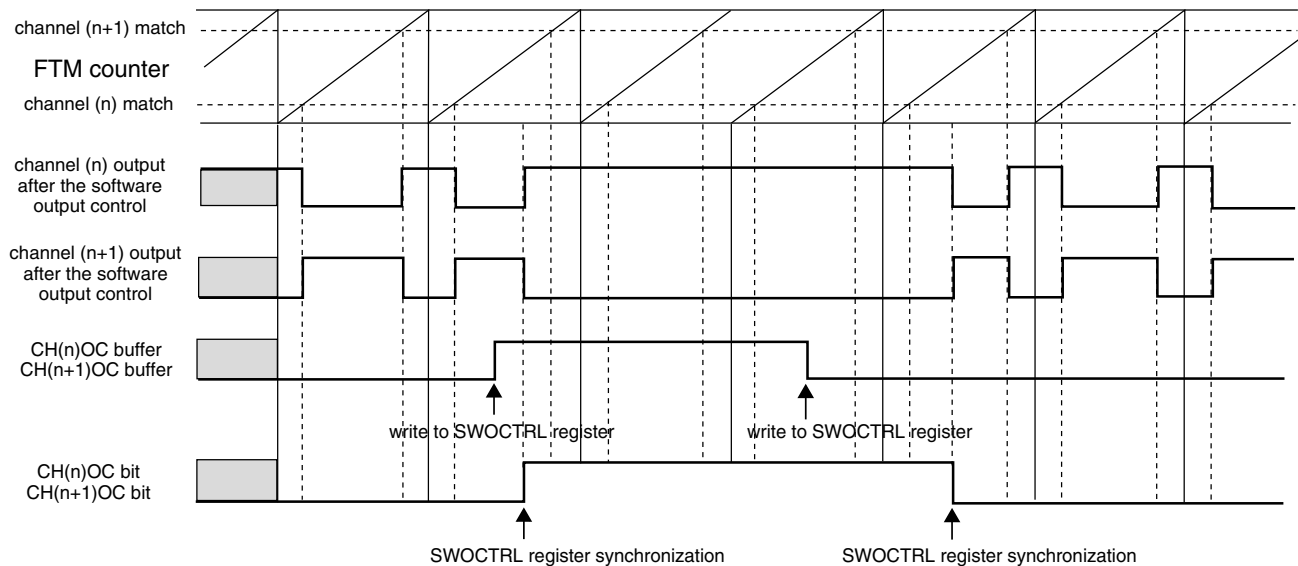 channel (n+1) match
FTM counter
channel (n) match
channel (n) output
after the software
output control
channel (n+1) output
after the software
output control
CH(n)OC buffer
CH(n+1)OC buffer
write to SWOCTRL register
write to SWOCTRL register
CH(n)OC bit
CH(n+1)OC bit
SWOCTRL register synchronization
SWOCTRL register synchronization